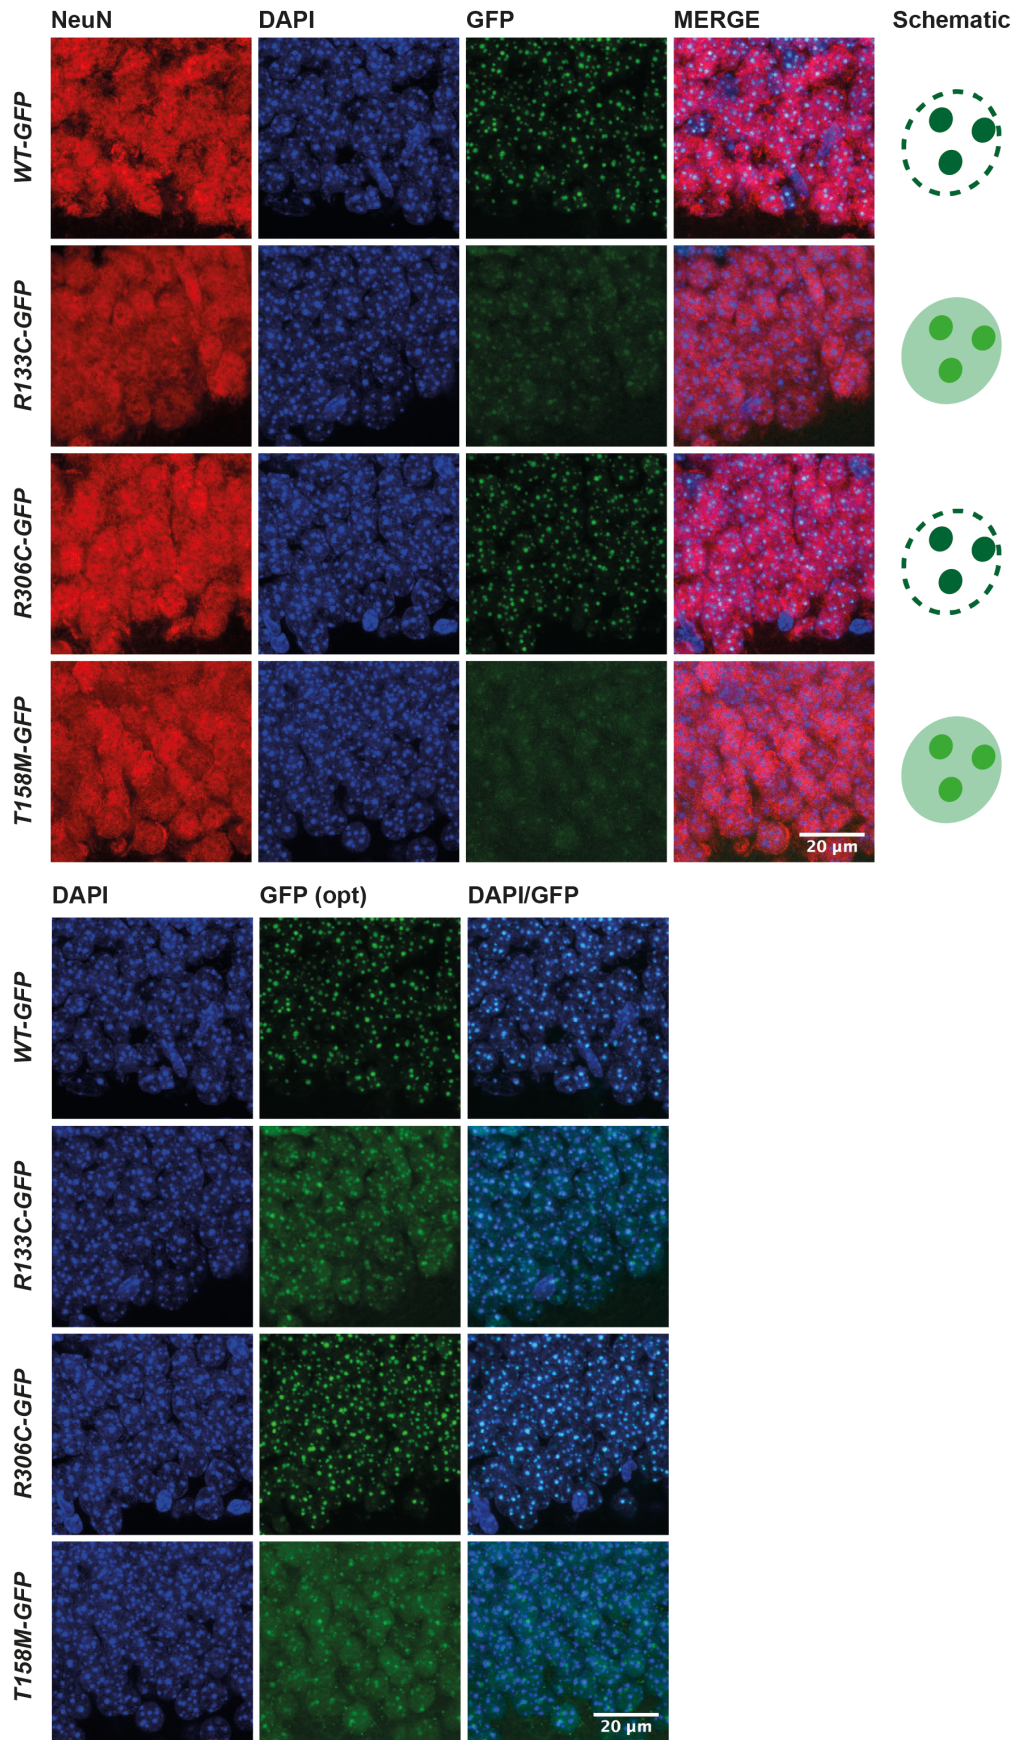 NeuN DAPI GFP MERGE Schematic
WT-GFP
R133C-GFP
R306C-GFP
T158M-GFP
20 µm
DAPI GFP (opt) DAPI/GFP
WT-GFP
R133C-GFP
R306C-GFP
T158M-GFP
20 µm